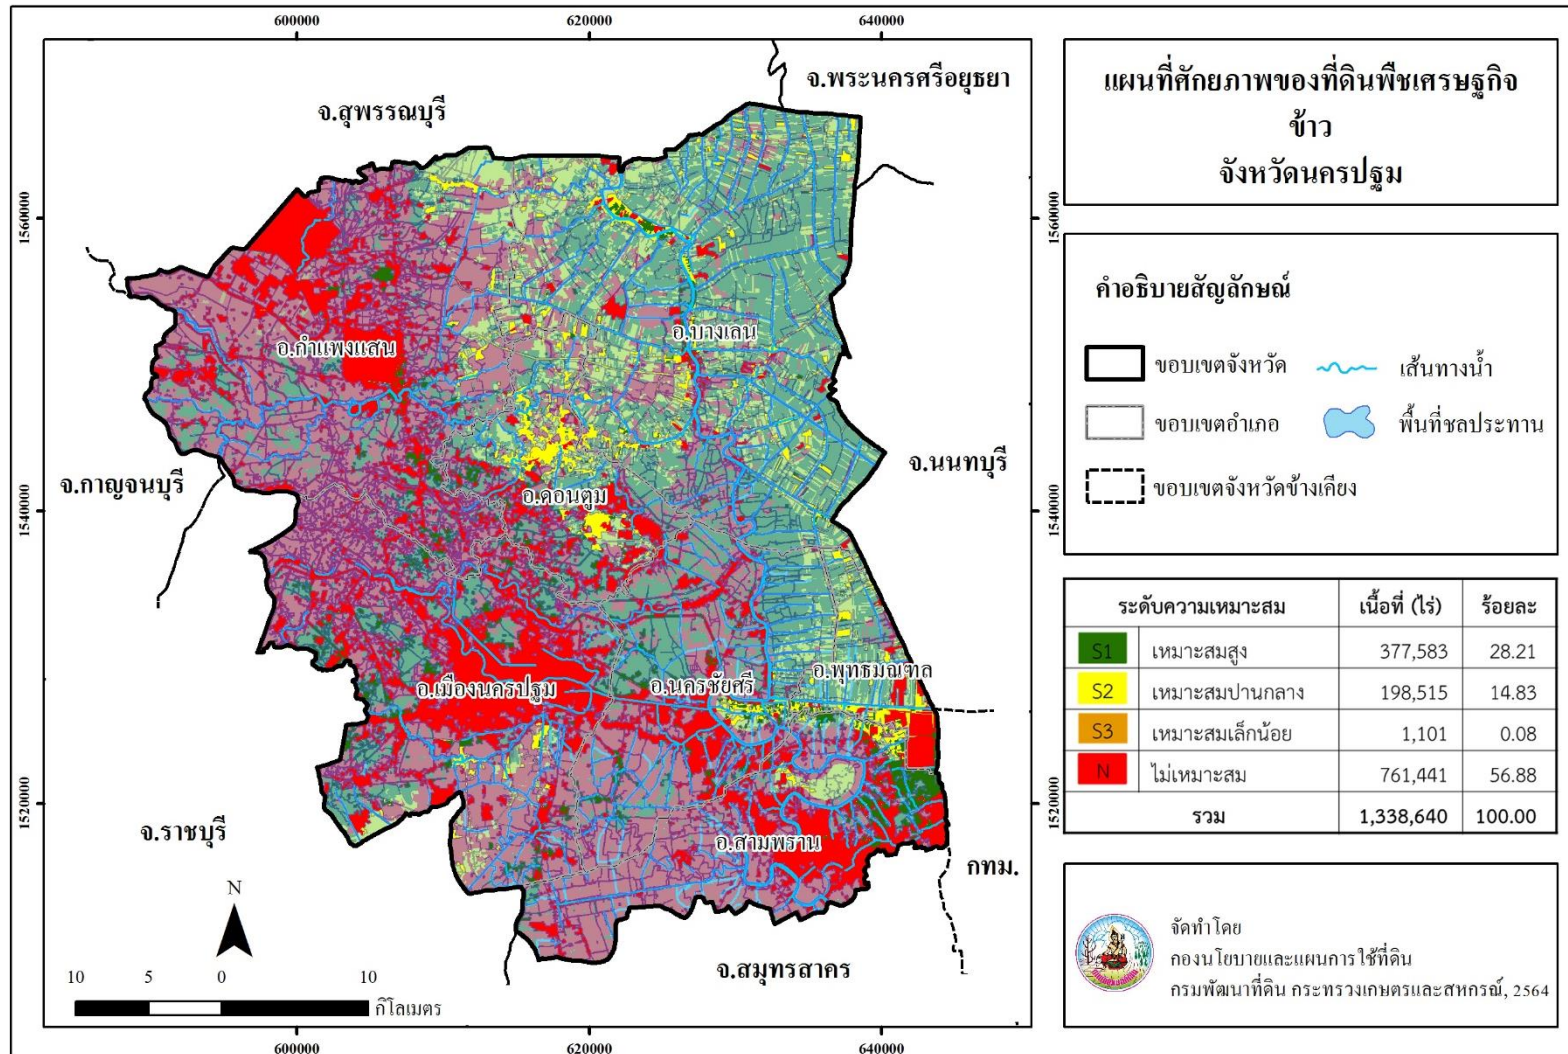 600000
620000
640000
จ.พระนครศรีอยุธยา
จ.สุพรรณบุรี
1560000
1560000
อ.บางเลน
อ.กำแพงแสน
จ.นนทบุรี
จ.กาญจนบุรี
อ.ดอนตูม
1540000
1540000
อ.พุทธมณฑล
อ.เมืองนครปฐม
อ.นครชัยศรี
1520000
1520000
จ.ราชบุรี
อ.สามพราน
กทม.
N
จ.สมุทรสาคร
10 5 0 10
กิโลเมตร
600000
620000
640000
แผนที่ศักยภาพของที่ดินพืชเศรษฐกิจ
ข้าว
จังหวัดนครปฐม
คำอธิบายสัญลักษณ์
ขอบเขตจังหวัด เส้นทางน้ำ
ขอบเขตอำเภอ พื้นที่ชลประทาน
ขอบเขตจังหวัดข้างเคียง
ระดับความเหมาะสม เนื้อที่ (ไร่) ร้อยละ
S1 เหมาะสมสูง 377,583 28.21
S2 เหมาะสมปานกลาง 198,515 14.83
S3 เหมาะสมเล็กน้อย 1,101 0.08
N ไม่เหมาะสม 761,441 56.88
รวม 1,338,640 100.00
จัดทำโดย
กองนโยบายและแผนการใช้ที่ดิน
กรมพัฒนาที่ดิน กระทรวงเกษตรและสหกรณ์, 2564